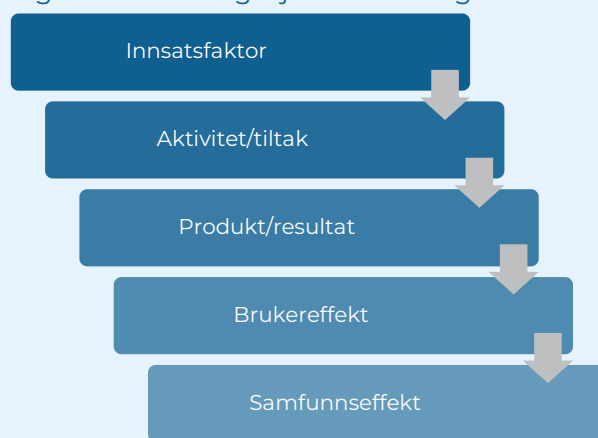 Innsatsfaktor
Aktivitet/tiltak
Produkt/resultat
Brukereffekt
Samfunnseffekt